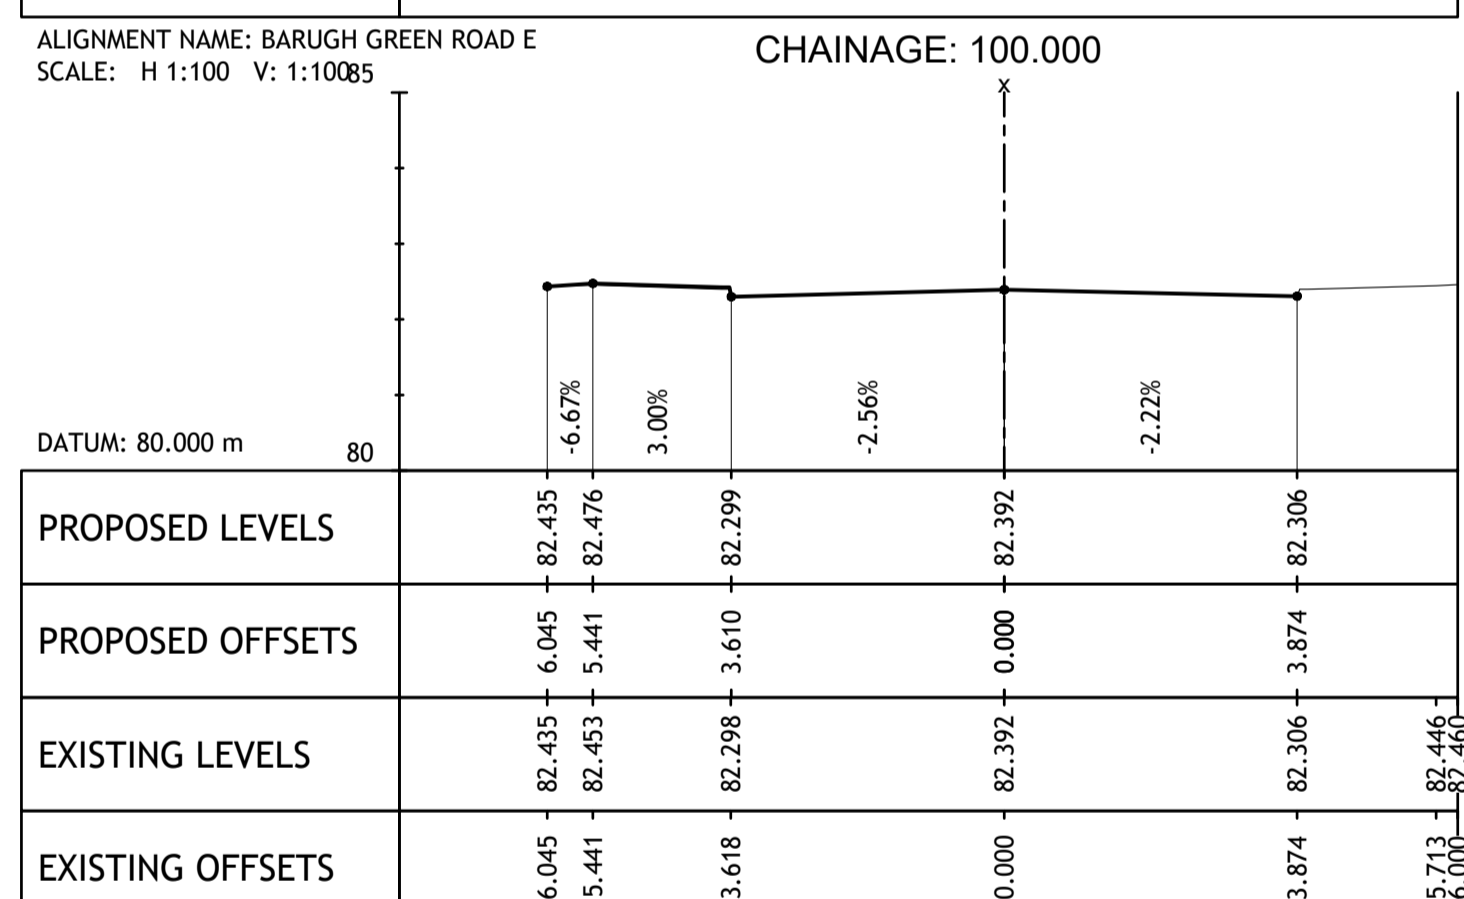 ALIGNMENT NAME: BARUGH GREEN ROAD E
SCALE: H 1:100 V: 1:100
CHAINAGE: 100.000
85
x
-6.67%
3.00%
-2.56%
-2.22%
DATUM: 80.000 m
80
PROPOSED LEVELS 82.435 82.476 82.299 82.392 82.306
PROPOSED OFFSETS 6.045 5.441 3.610 0.000 3.874
EXISTING LEVELS 82.435 82.453 82.298 82.392 82.306 82.446 82.460
EXISTING OFFSETS 6.045 5.441 3.618 0.000 3.874 5.713 6.000